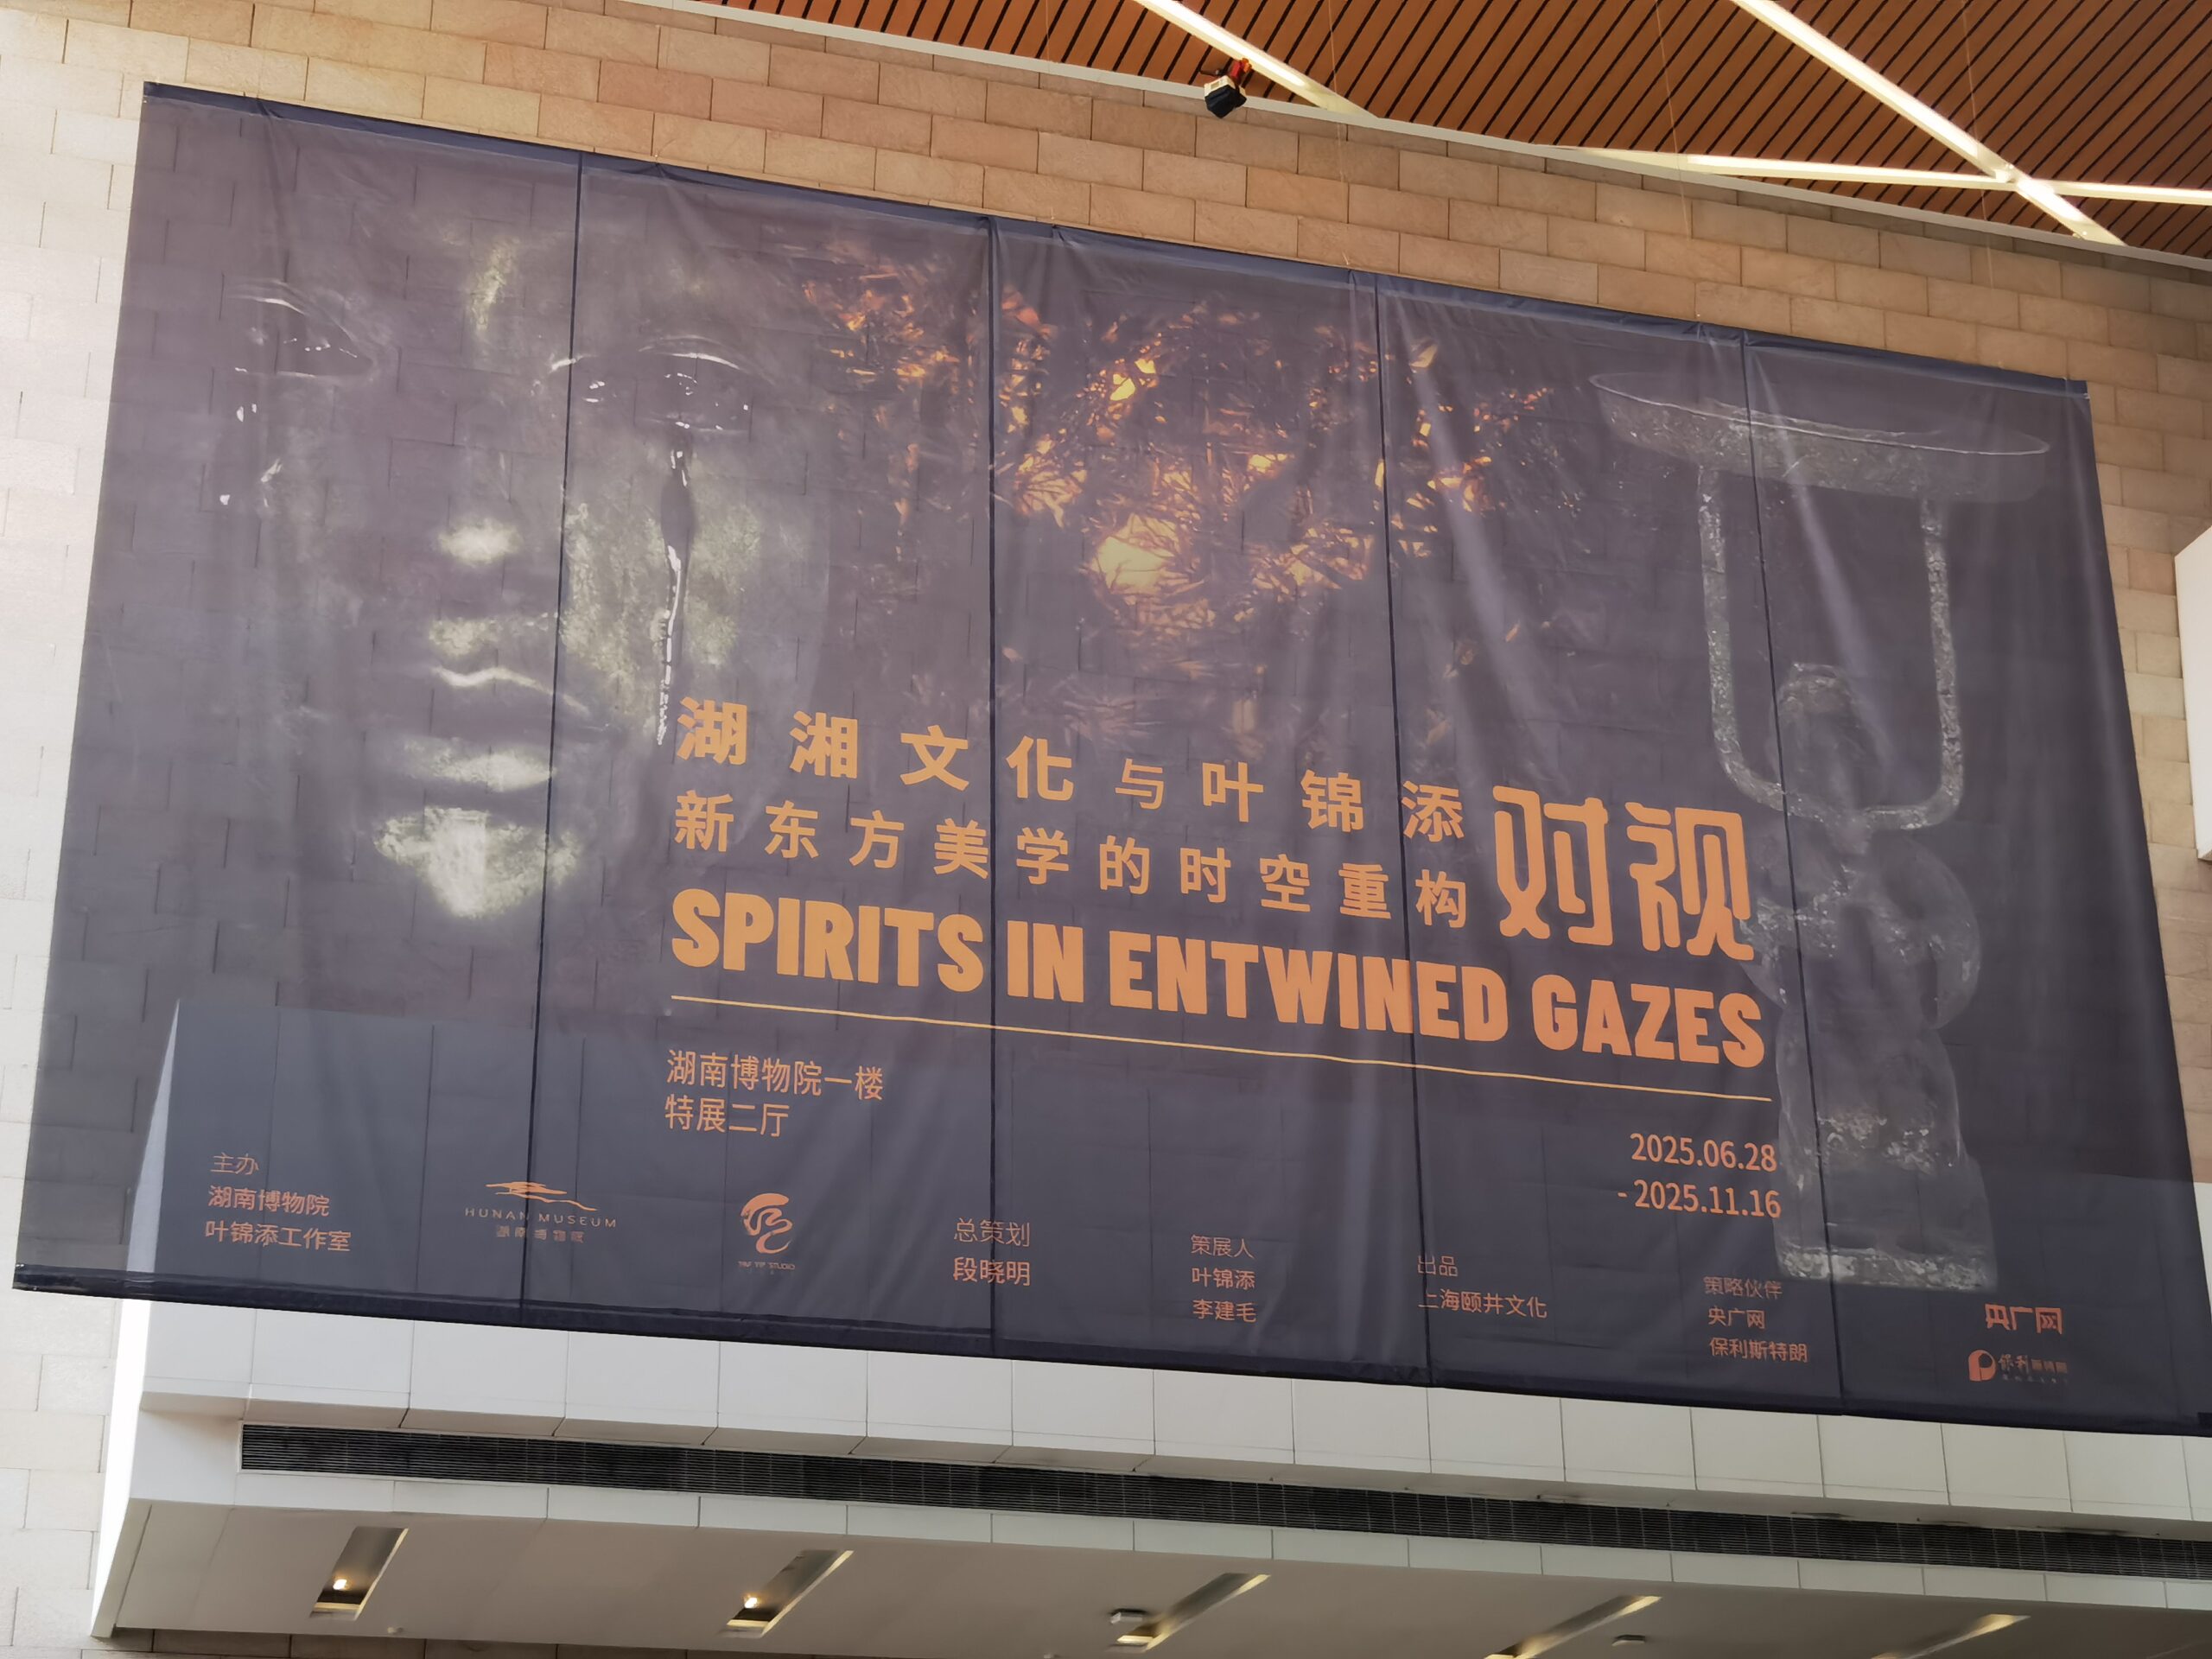 湖湘文化与叶锦添
新东方美学的时空重构
对视
SPIRITS IN ENTWINED GAZES
湖南博物院一楼
特展二厅
2025.06.28
- 2025.11.16
主办
湖南博物院
叶锦添工作室
HUNAN MUSEUM
湖南博物院
TIM YIP STUDIO
总策划
段晓明
策展人
叶锦添
李建毛
出品
上海颐井文化
策略伙伴
央广网
保利斯特朗
央广网
保利